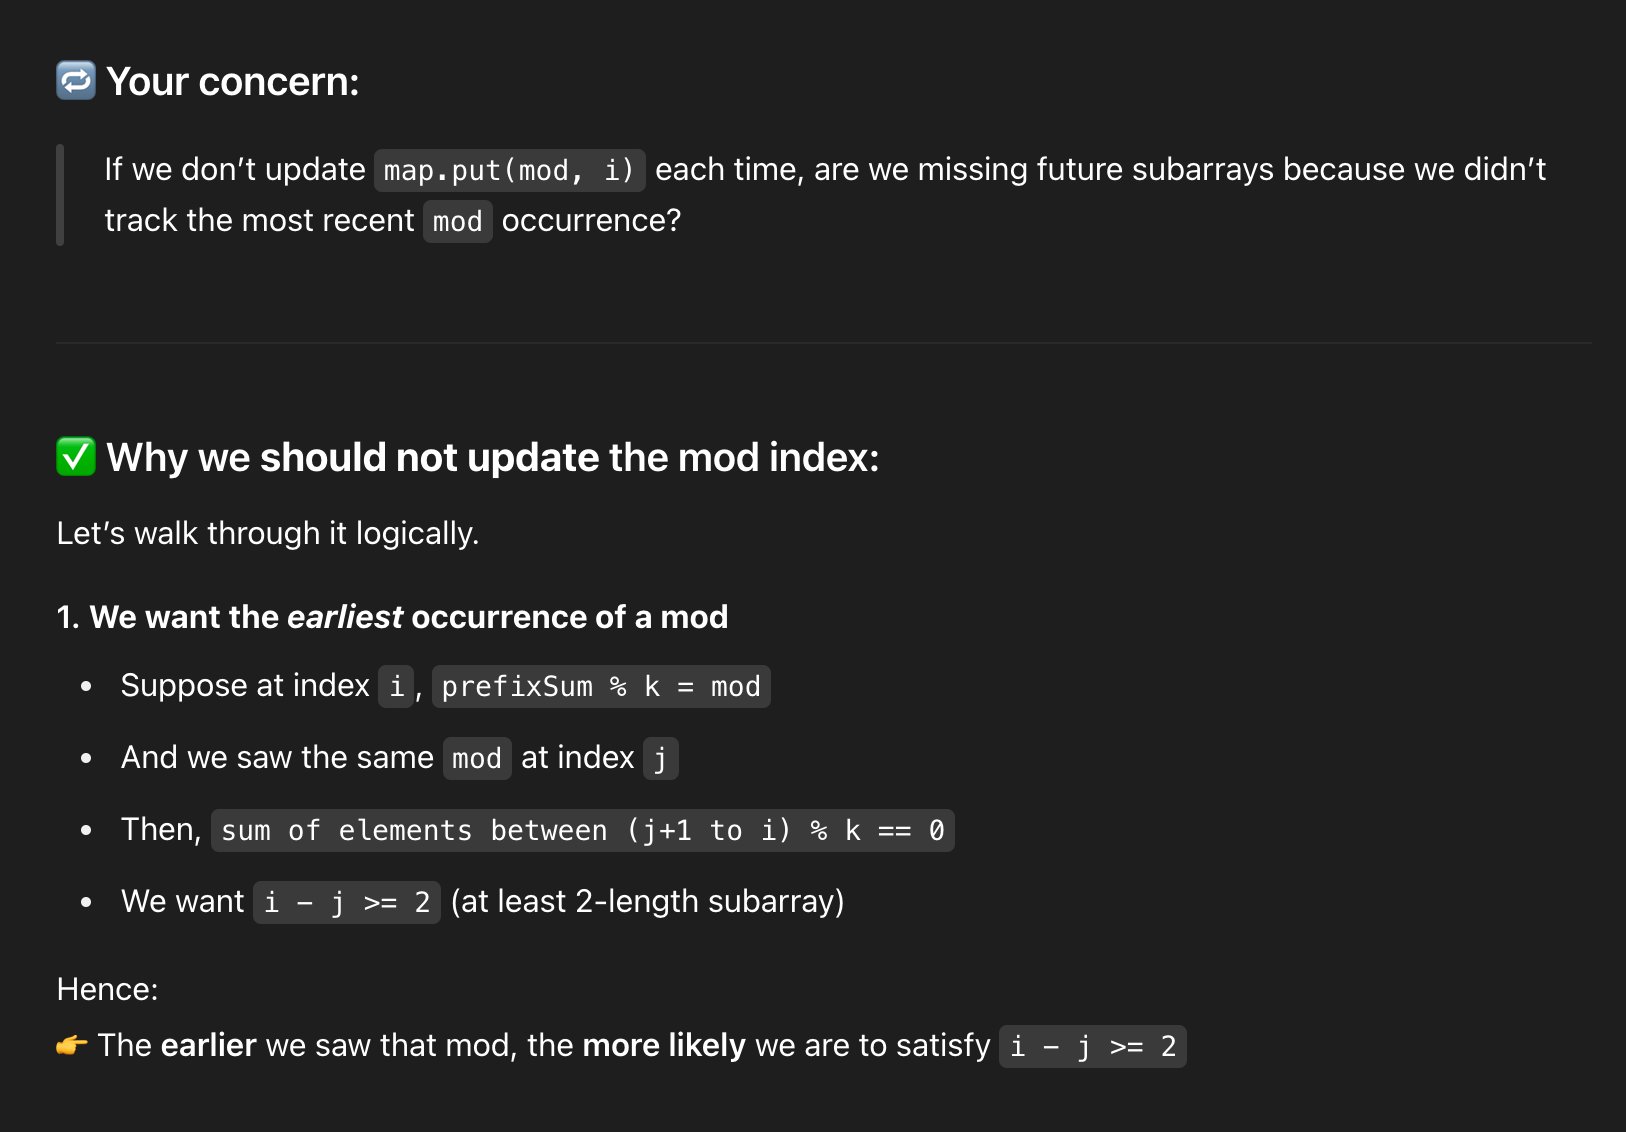 🔁 Your concern:
If we don’t update map.put(mod, i) each time, are we missing future subarrays because we didn’t
track the most recent mod occurrence?
✅ Why we should not update the mod index:
Let’s walk through it logically.
1. We want the earliest occurrence of a mod
• Suppose at index i, prefixSum % k = mod
• And we saw the same mod at index j
• Then, sum of elements between (j+1 to i) % k == 0
• We want i - j >= 2 (at least 2-length subarray)
Hence:
👉 The earlier we saw that mod, the more likely we are to satisfy i - j >= 2